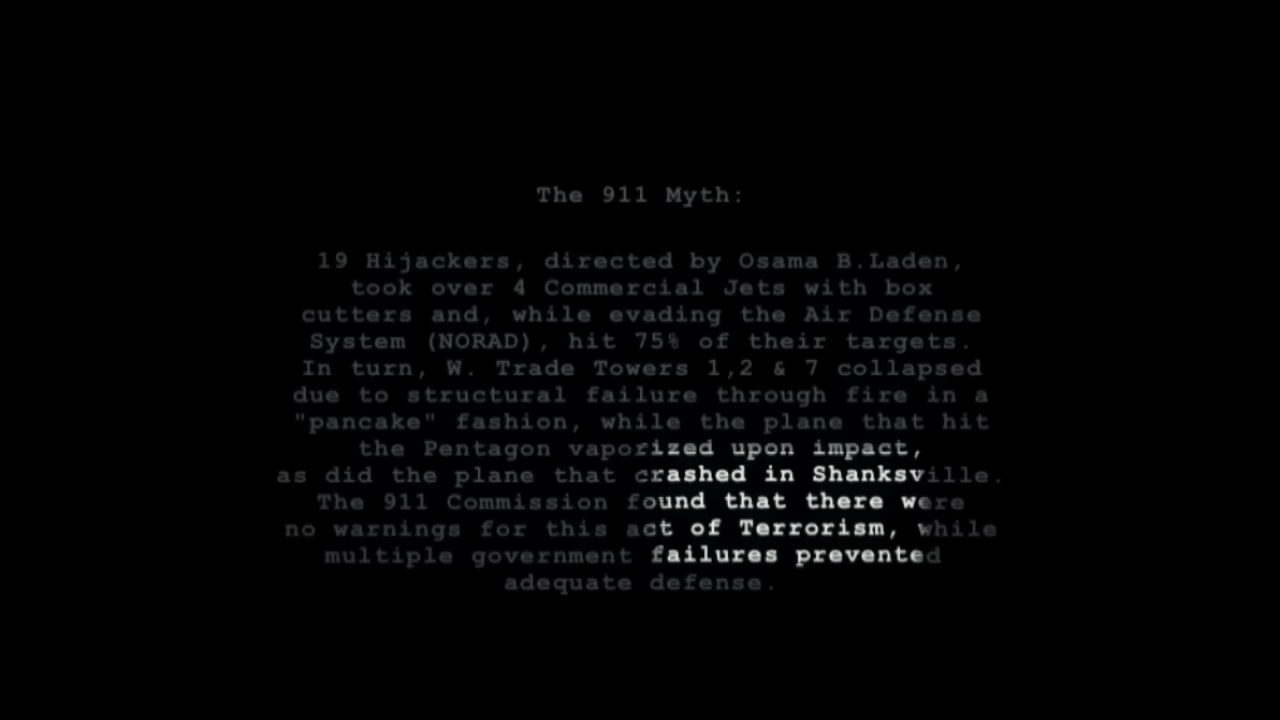 The 911 Myth:
19 Hijackers, directed by Osama B.Laden,
took over 4 Commercial Jets with box
cutters and, while evading the Air Defense
System (NORAD), hit 75% of their targets.
In turn, W. Trade Towers 1,2 & 7 collapsed
due to structural failure through fire in a
"pancake" fashion, while the plane that hit
the Pentagon vaporized upon impact,
as did the plane that crashed in Shanksville.
The 911 Commission found that there were
no warnings for this act of Terrorism, while
multiple government failures prevented
adequate defense.